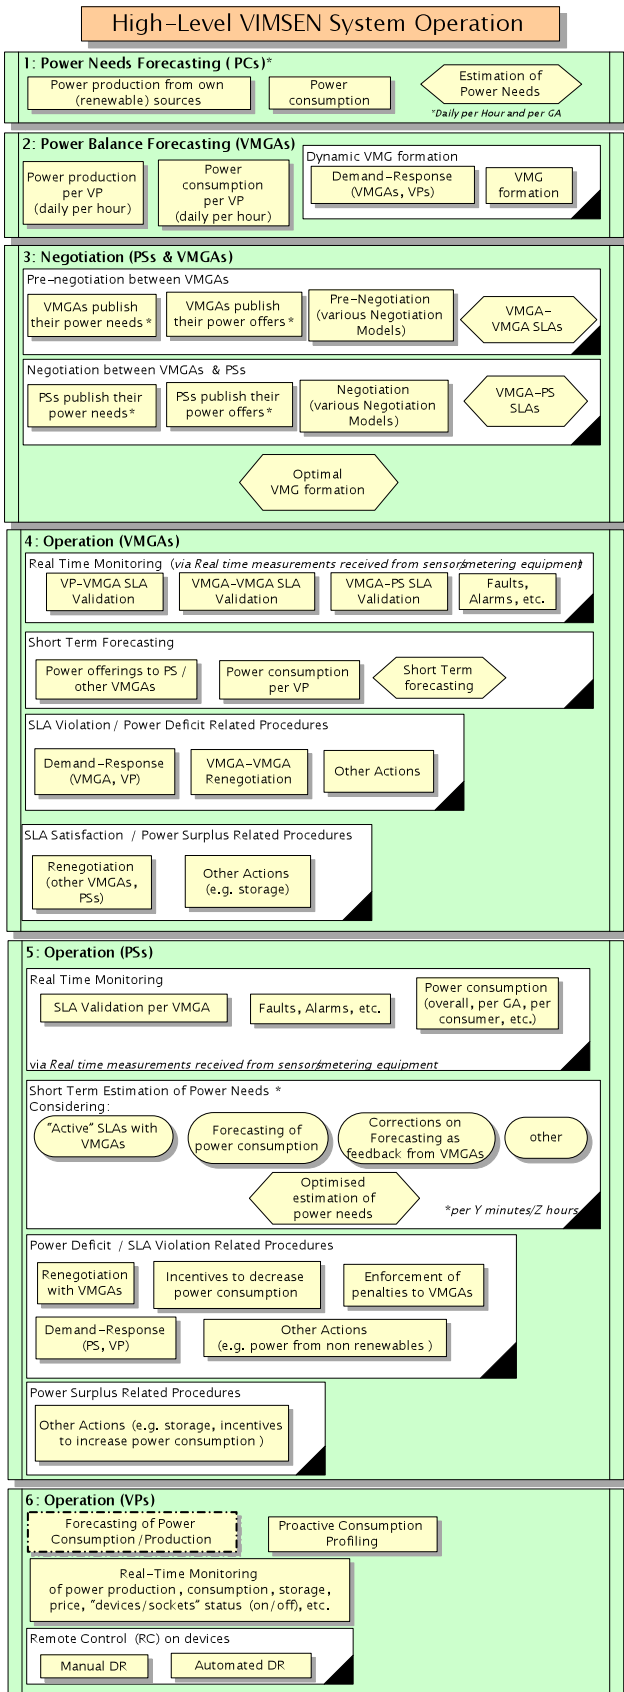 High-Level VIMSEN System Operation
1: Power Needs Forecasting ( PCs)*
Power production from own
(renewable) sources
Power
consumption
Estimation of
Power Needs
*Daily per Hour and per GA
2: Power Balance Forecasting (VMGAs)
Power production
per VP
(daily per hour)
Power
consumption
per VP
(daily per hour)
Dynamic VMG formation
Demand-Response
(VMGAs, VPs)
VMG
formation
3: Negotiation (PSs & VMGAs)
Pre-negotiation between VMGAs
VMGAs publish
their power needs*
VMGAs publish
their power offers*
Pre-Negotiation
(various Negotiation
Models)
VMGA-
VMGA SLAs
Negotiation between VMGAs & PSs
PSs publish their
power needs*
PSs publish their
power offers*
Negotiation
(various Negotiation
Models)
VMGA-PS
SLAs
Optimal
VMG formation
4: Operation (VMGAs)
Real Time Monitoring (via Real time measurements received from sensors/metering equipment)
VP-VMGA SLA
Validation
VMGA-VMGA SLA
Validation
VMGA-PS SLA
Validation
Faults,
Alarms, etc.
Short Term Forecasting
Power offerings to PS /
other VMGAs
Power consumption
per VP
Short Term
forecasting
SLA Violation / Power Deficit Related Procedures
Demand-Response
(VMGA, VP)
VMGA-VMGA
Renegotiation
Other Actions
SLA Satisfaction / Power Surplus Related Procedures
Renegotiation
(other VMGAs,
PSs)
Other Actions
(e.g. storage)
5: Operation (PSs)
Real Time Monitoring
SLA Validation per VMGA
Faults, Alarms, etc.
Power consumption
(overall, per GA, per
consumer, etc.)
via Real time measurements received from sensors/metering equipment
Short Term Estimation of Power Needs *
Considering:
"Active" SLAs with
VMGAs
Forecasting of
power consumption
Corrections on
Forecasting as
feedback from VMGAs
other
Optimised
estimation of
power needs
*per Y minutes/Z hours
Power Deficit / SLA Violation Related Procedures
Renegotiation
with VMGAs
Incentives to decrease
power consumption
Enforcement of
penalties to VMGAs
Demand-Response
(PS, VP)
Other Actions
(e.g. power from non renewables )
Power Surplus Related Procedures
Other Actions (e.g. storage, incentives
to increase power consumption )
6: Operation (VPs)
Forecasting of Power
Consumption/Production
Proactive Consumption
Profiling
Real-Time Monitoring
of power production, consumption, storage,
price, "devices/sockets" status (on/off), etc.
Remote Control (RC) on devices
Manual DR
Automated DR